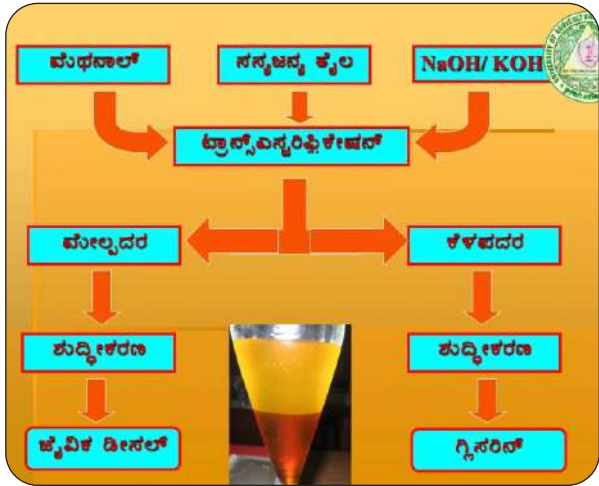 ಮೆಥನಾಲ್
ಸಸ್ಯಜನ್ಯ ತೈಲ
NaOH/ KOH
ಟ್ರಾನ್ಸ್‌ಎಸ್ಟರಿಫಿಕೇಷನ್
ಮೇಲ್ಪದರ
ಕೆಳಪದರ
ಶುದ್ಧೀಕರಣ
ಶುದ್ಧೀಕರಣ
ಜೈವಿಕ ಡೀಸಲ್
ಗ್ಲಿಸರಿನ್